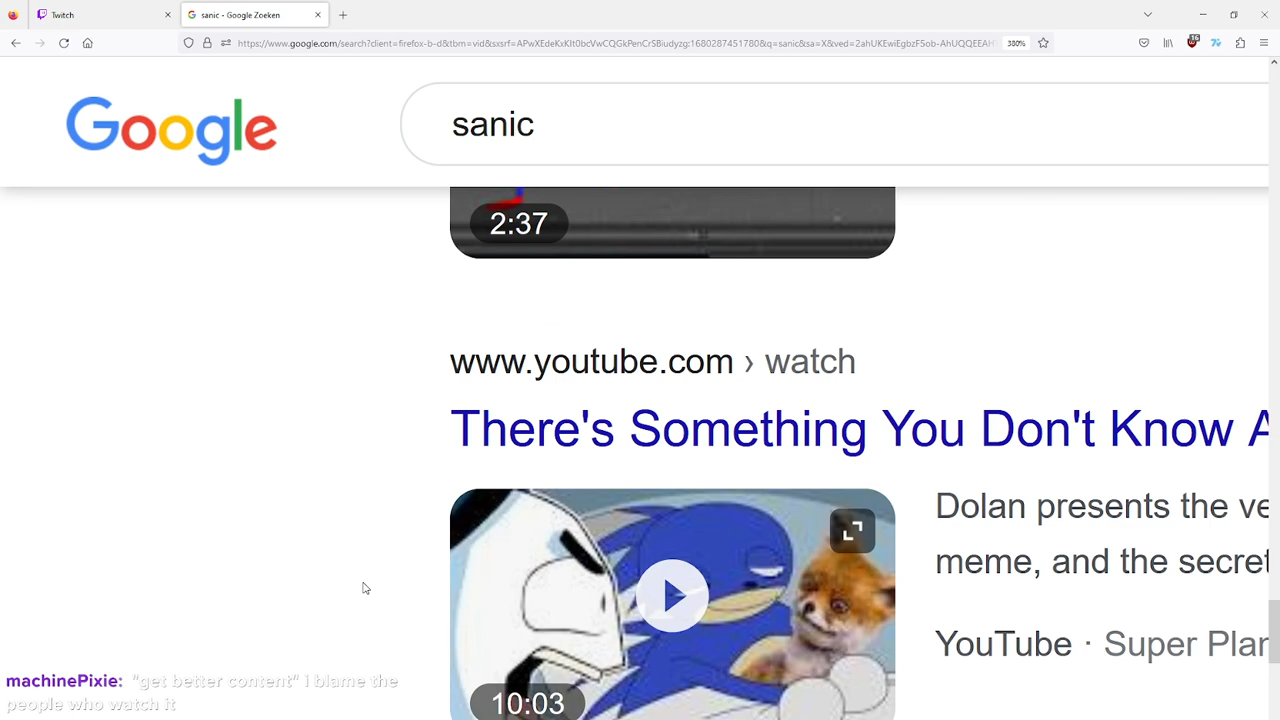 Twitch
sanic - Google Zoeken
380%
Google
sanic
2:37
www.youtube.com › watch
There's Something You Don't Know A
Dolan presents the ve
meme, and the secret
YouTube · Super Plan
10:03
machinePixie: "get better content" I blame the
people who watch it